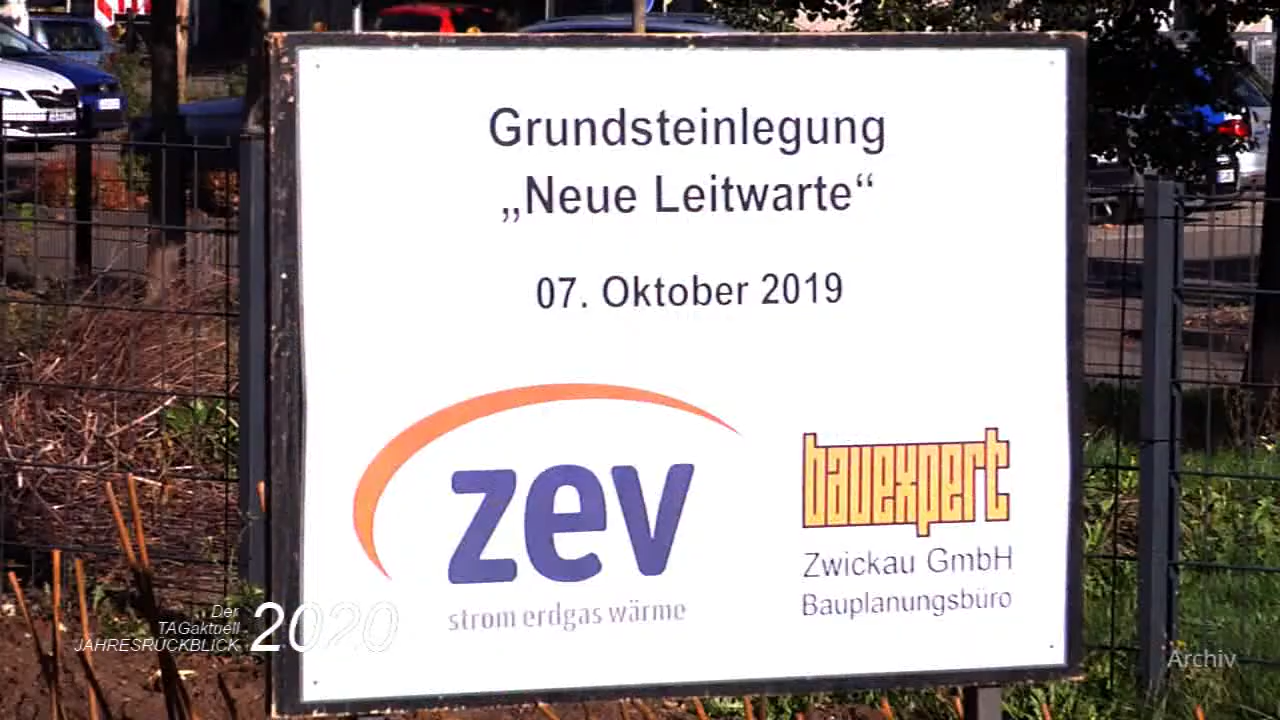 Grundsteinlegung
„Neue Leitwarte“
07. Oktober 2019
zev
strom erdgas wärme
bauexpert
Zwickau GmbH
Bauplanungsbüro
Der
TAGaktuell
JAHRESRÜCKBLICK
2020
Archiv